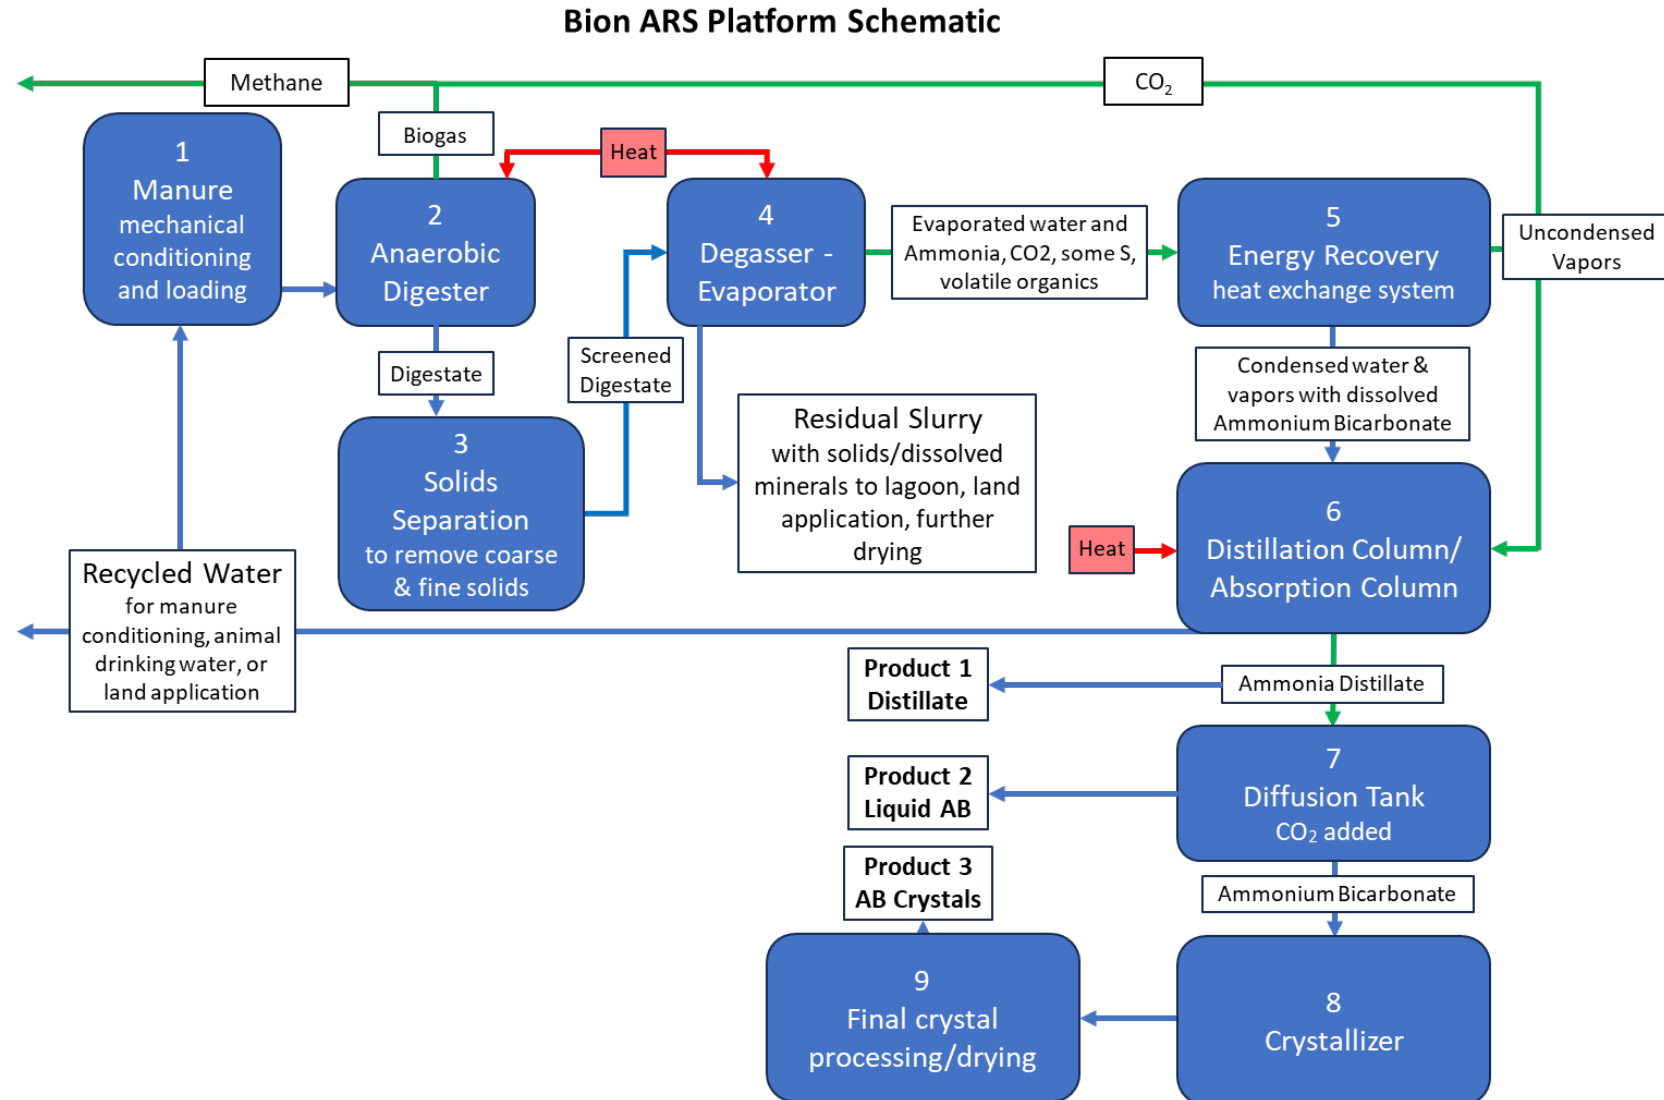 Bion ARS Platform Schematic
Methane
CO₂
Biogas
Heat
1
Manure
mechanical
conditioning
and loading
2
Anaerobic
Digester
4
Degasser -
Evaporator
Evaporated water and
Ammonia, CO2, some S,
volatile organics
5
Energy Recovery
heat exchange system
Uncondensed
Vapors
Digestate
Screened
Digestate
Condensed water &
vapors with dissolved
Ammonium Bicarbonate
3
Solids
Separation
to remove coarse
& fine solids
Residual Slurry
with solids/dissolved
minerals to lagoon, land
application, further
drying
Heat
6
Distillation Column/
Absorption Column
Recycled Water
for manure
conditioning, animal
drinking water, or
land application
Product 1
Distillate
Ammonia Distillate
Product 2
Liquid AB
7
Diffusion Tank
CO₂ added
Product 3
AB Crystals
Ammonium Bicarbonate
9
Final crystal
processing/drying
8
Crystallizer